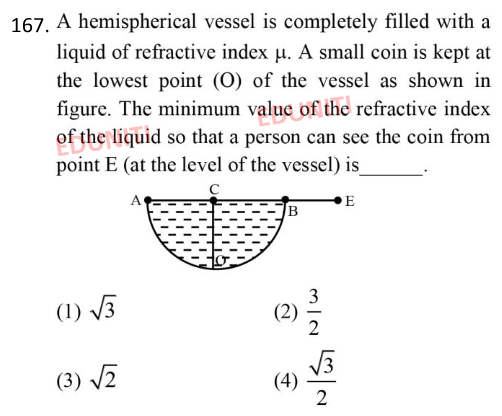 167. A hemispherical vessel is completely filled with a
liquid of refractive index μ. A small coin is kept at
the lowest point (O) of the vessel as shown in
figure. The minimum value of the refractive index
of the liquid so that a person can see the coin from
point E (at the level of the vessel) is______.
EDUNITI
EDUNITI
C
A
B
E
O
(1) √3
(2) 3/2
(3) √2
(4) √3/2